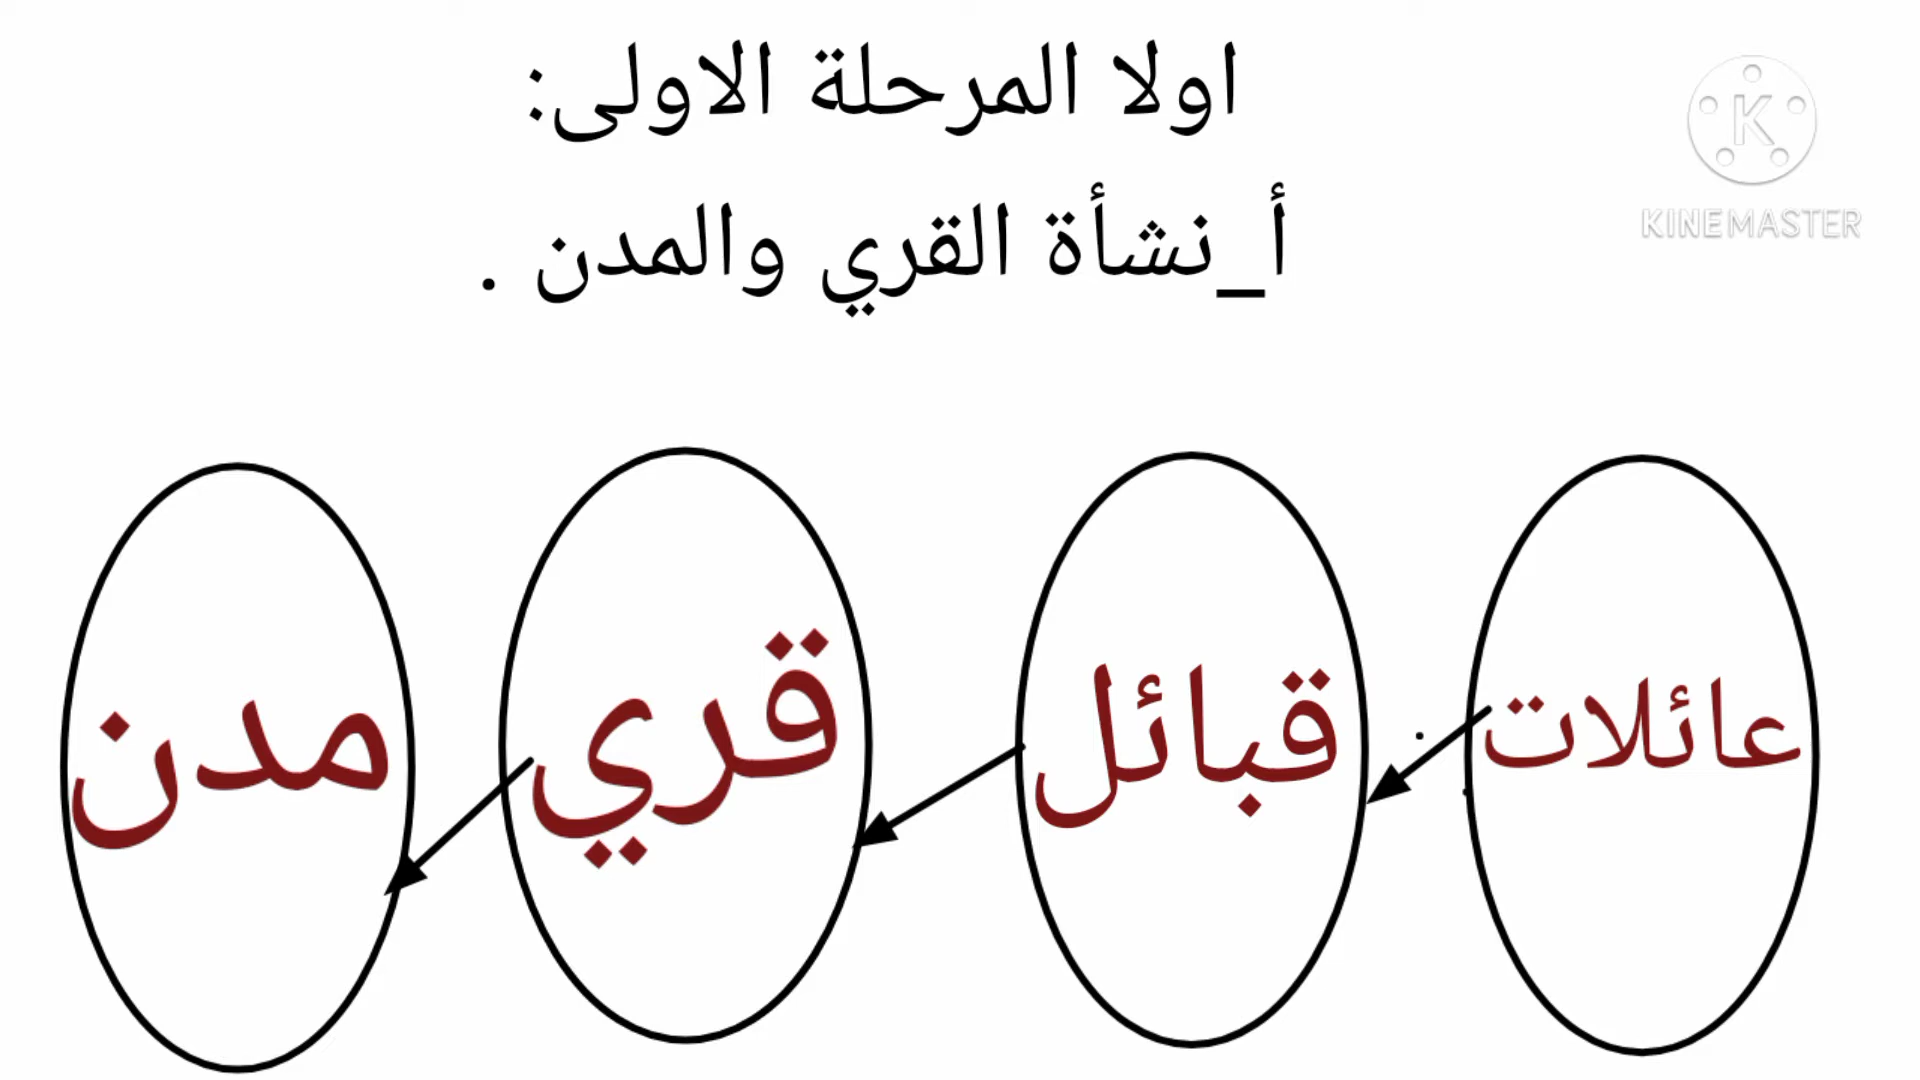 اولا المرحلة الاولى:
أ_نشأة القري والمدن .
K
KINEMASTER
عائلات
قبائل
قري
مدن